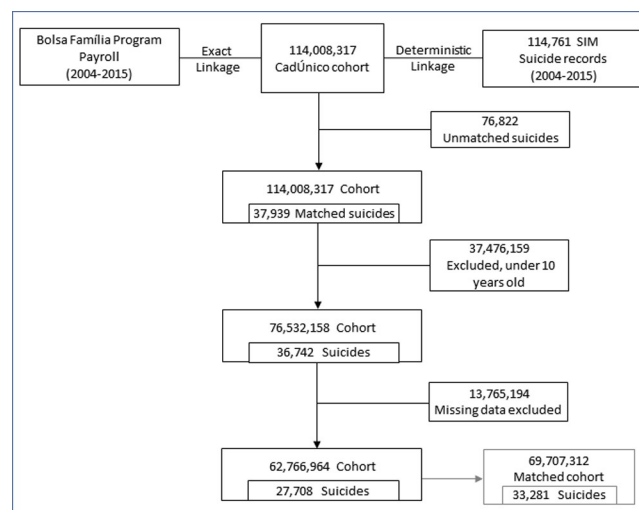 Bolsa Família Program
Payroll
(2004-2015)
Exact
Linkage
114,008,317
CadÚnico cohort
Deterministic
Linkage
114,761 SIM
Suicide records
(2004-2015)
76,822
Unmatched suicides
114,008,317 Cohort
37,939 Matched suicides
37,476,159
Excluded, under 10
years old
76,532,158 Cohort
36,742 Suicides
13,765,194
Missing data excluded
62,766,964 Cohort
27,708 Suicides
69,707,312
Matched cohort
33,281 Suicides